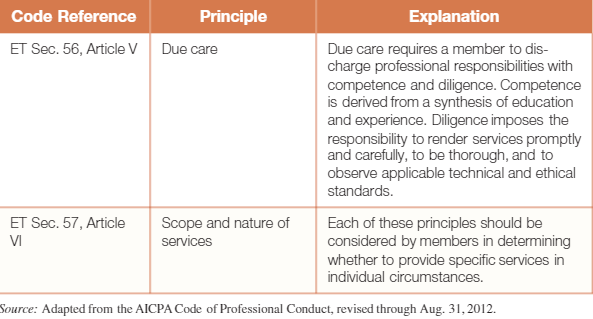 Code Reference Principle Explanation
ET Sec. 56, Article V Due care Due care requires a member to dis-
charge professional responsibilities with
competence and diligence. Competence
is derived from a synthesis of education
and experience. Diligence imposes the
responsibility to render services promptly
and carefully, to be thorough, and to
observe applicable technical and ethical
standards.
ET Sec. 57, Article Scope and nature of Each of these principles should be
VI services considered by members in determining
whether to provide specific services in
individual circumstances.
Source: Adapted from the AICPA Code of Professional Conduct, revised through Aug. 31, 2012.